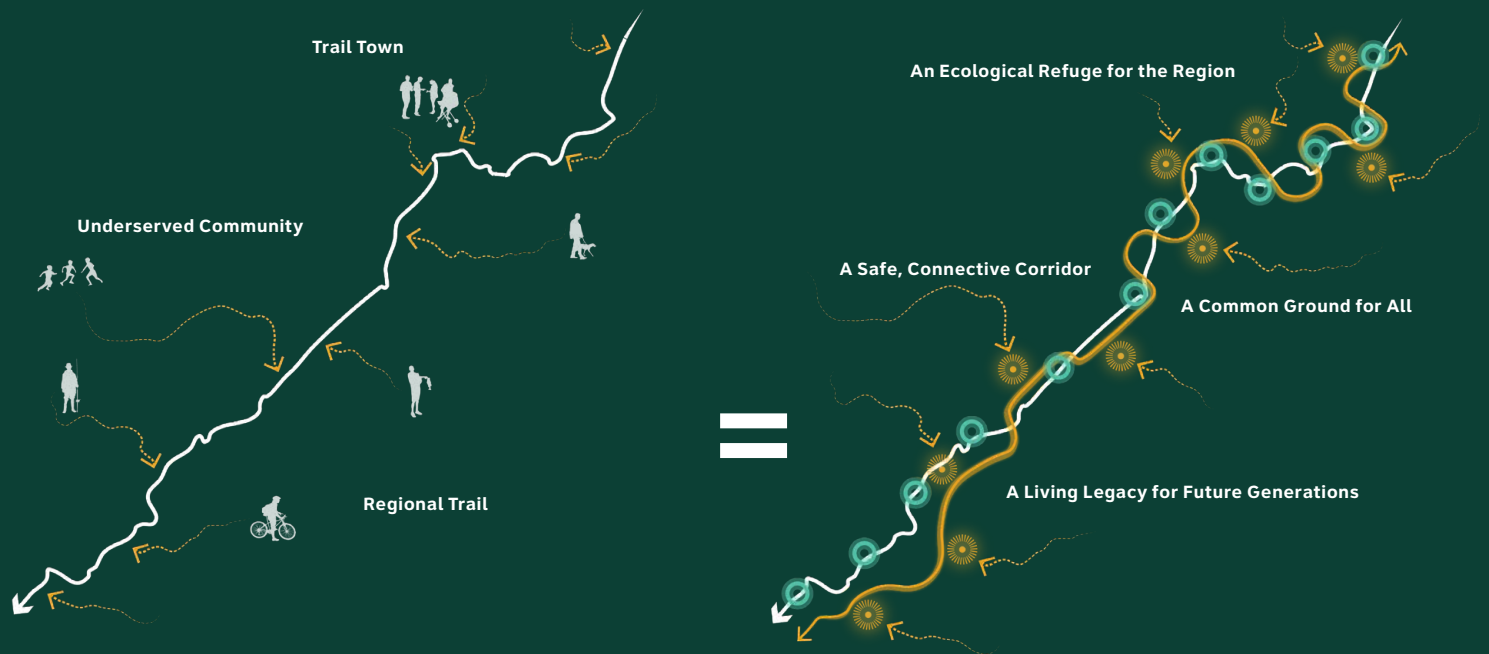 Trail Town
Underserved Community
Regional Trail
An Ecological Refuge for the Region
A Safe, Connective Corridor
A Common Ground for All
A Living Legacy for Future Generations